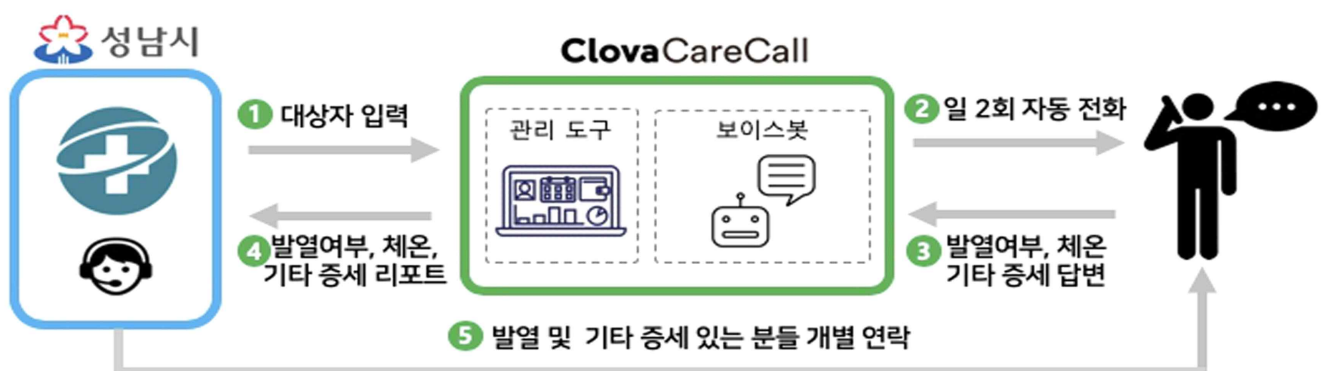 성남시
ClovaCareCall
1 대상자 입력
관리 도구
보이스봇
2 일 2회 자동 전화
3 발열여부, 체온
기타 증세 답변
4 발열여부, 체온,
기타 증세 리포트
5 발열 및 기타 증세 있는 분들 개별 연락